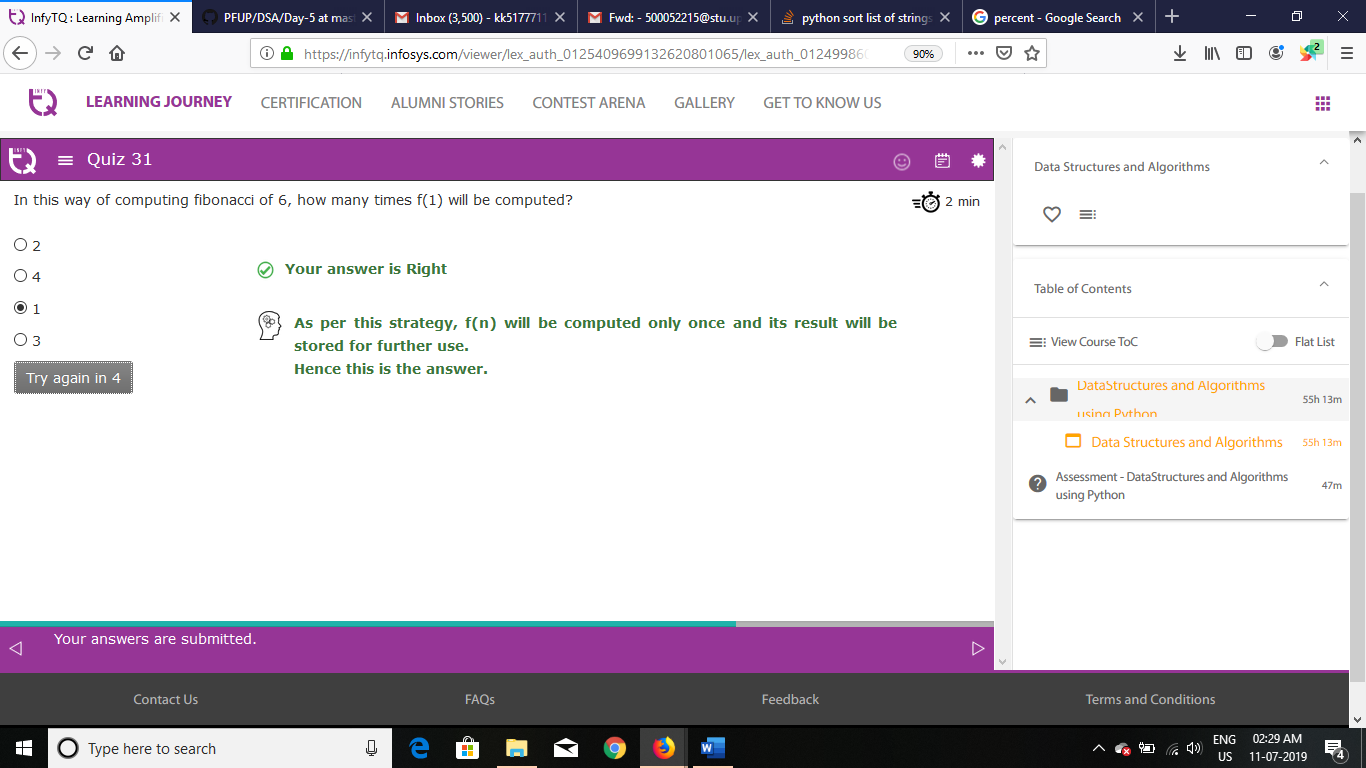 InfyTQ : Learning Amplifi
PFUP/DSA/Day-5 at mas
Inbox (3,500) - kk5177711
Fwd: - 500052215@stu.up
python sort list of strings
percent - Google Search
https://infytq.infosys.com/viewer/lex_auth_0125409699132620801065/lex_auth_01249986
90%
2
INFY
TQ
LEARNING JOURNEY
CERTIFICATION
ALUMNI STORIES
CONTEST ARENA
GALLERY
GET TO KNOW US
INFY
TQ
Quiz 31
In this way of computing fibonacci of 6, how many times f(1) will be computed?
2 min
2
4
1
3
Try again in 4
Your answer is Right
As per this strategy, f(n) will be computed only once and its result will be
stored for further use.
Hence this is the answer.
Your answers are submitted.
Data Structures and Algorithms
Table of Contents
View Course ToC
Flat List
DataStructures and Algorithms
using Python
55h 13m
Data Structures and Algorithms
55h 13m
Assessment - DataStructures and Algorithms
using Python
47m
Contact Us
FAQs
Feedback
Terms and Conditions
Type here to search
ENG
US
02:29 AM
11-07-2019
4